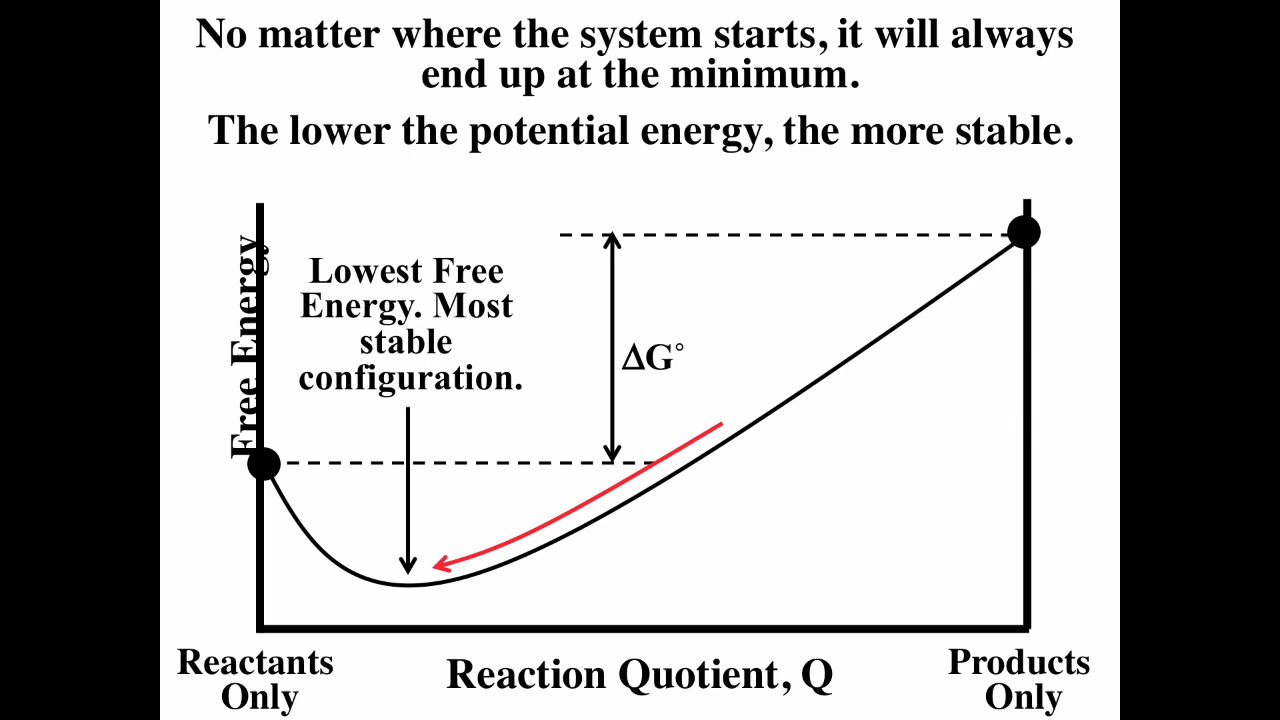 No matter where the system starts, it will always
end up at the minimum.
The lower the potential energy, the more stable.
Free Energy
Lowest Free
Energy. Most
stable
configuration.
ΔG°
Reactants
Only
Reaction Quotient, Q
Products
Only